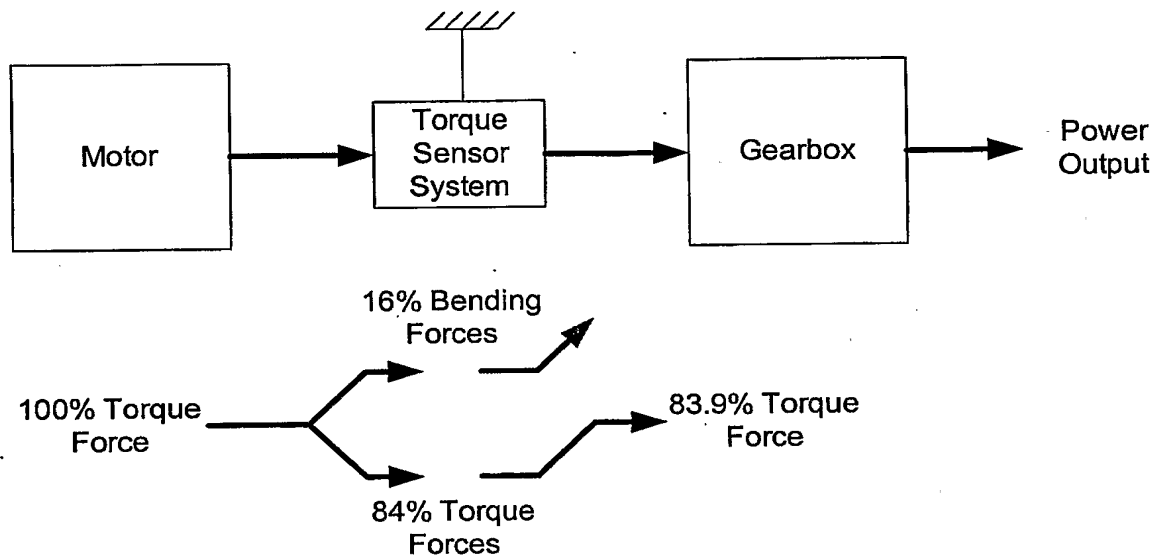 Motor
Torque
Sensor
System
Gearbox
Power
Output
16% Bending
Forces
100% Torque
Force
83.9% Torque
Force
84% Torque
Forces